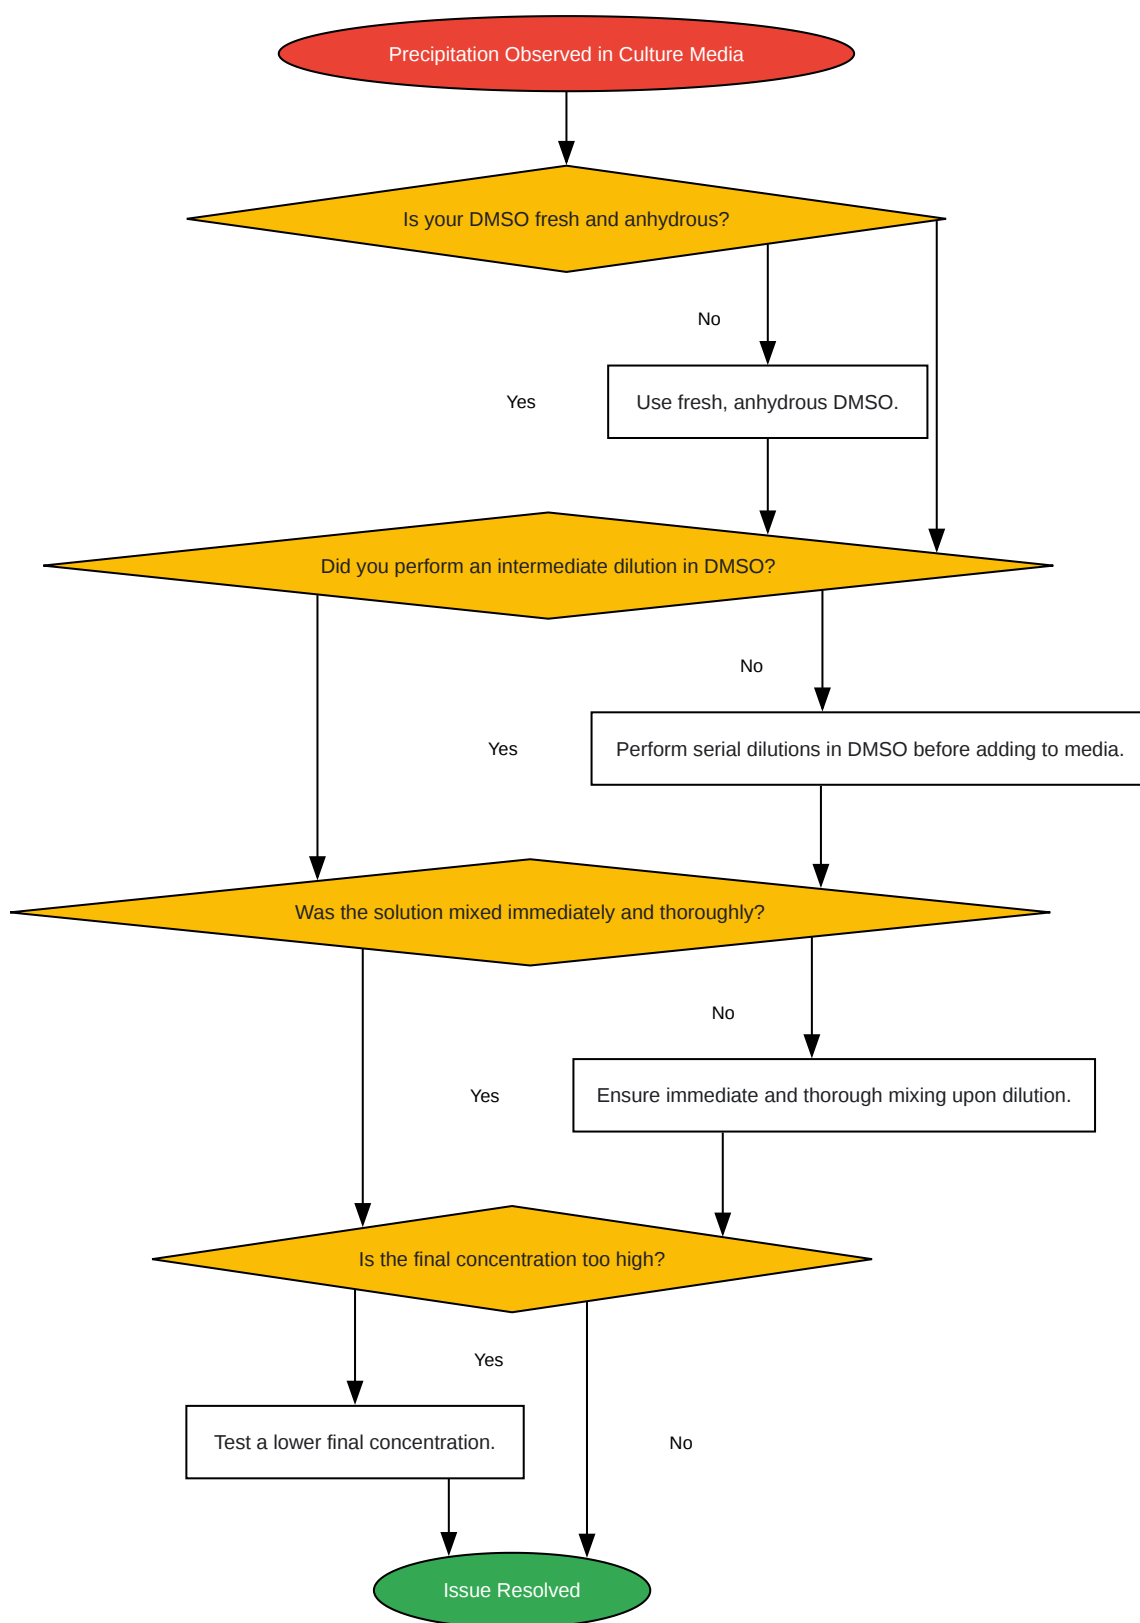 Precipitation Observed in Culture Media
Is your DMSO fresh and anhydrous?
No
Yes
Use fresh, anhydrous DMSO.
Did you perform an intermediate dilution in DMSO?
No
Yes
Perform serial dilutions in DMSO before adding to media.
Was the solution mixed immediately and thoroughly?
No
Yes
Ensure immediate and thorough mixing upon dilution.
Is the final concentration too high?
Yes
Test a lower final concentration.
No
Issue Resolved